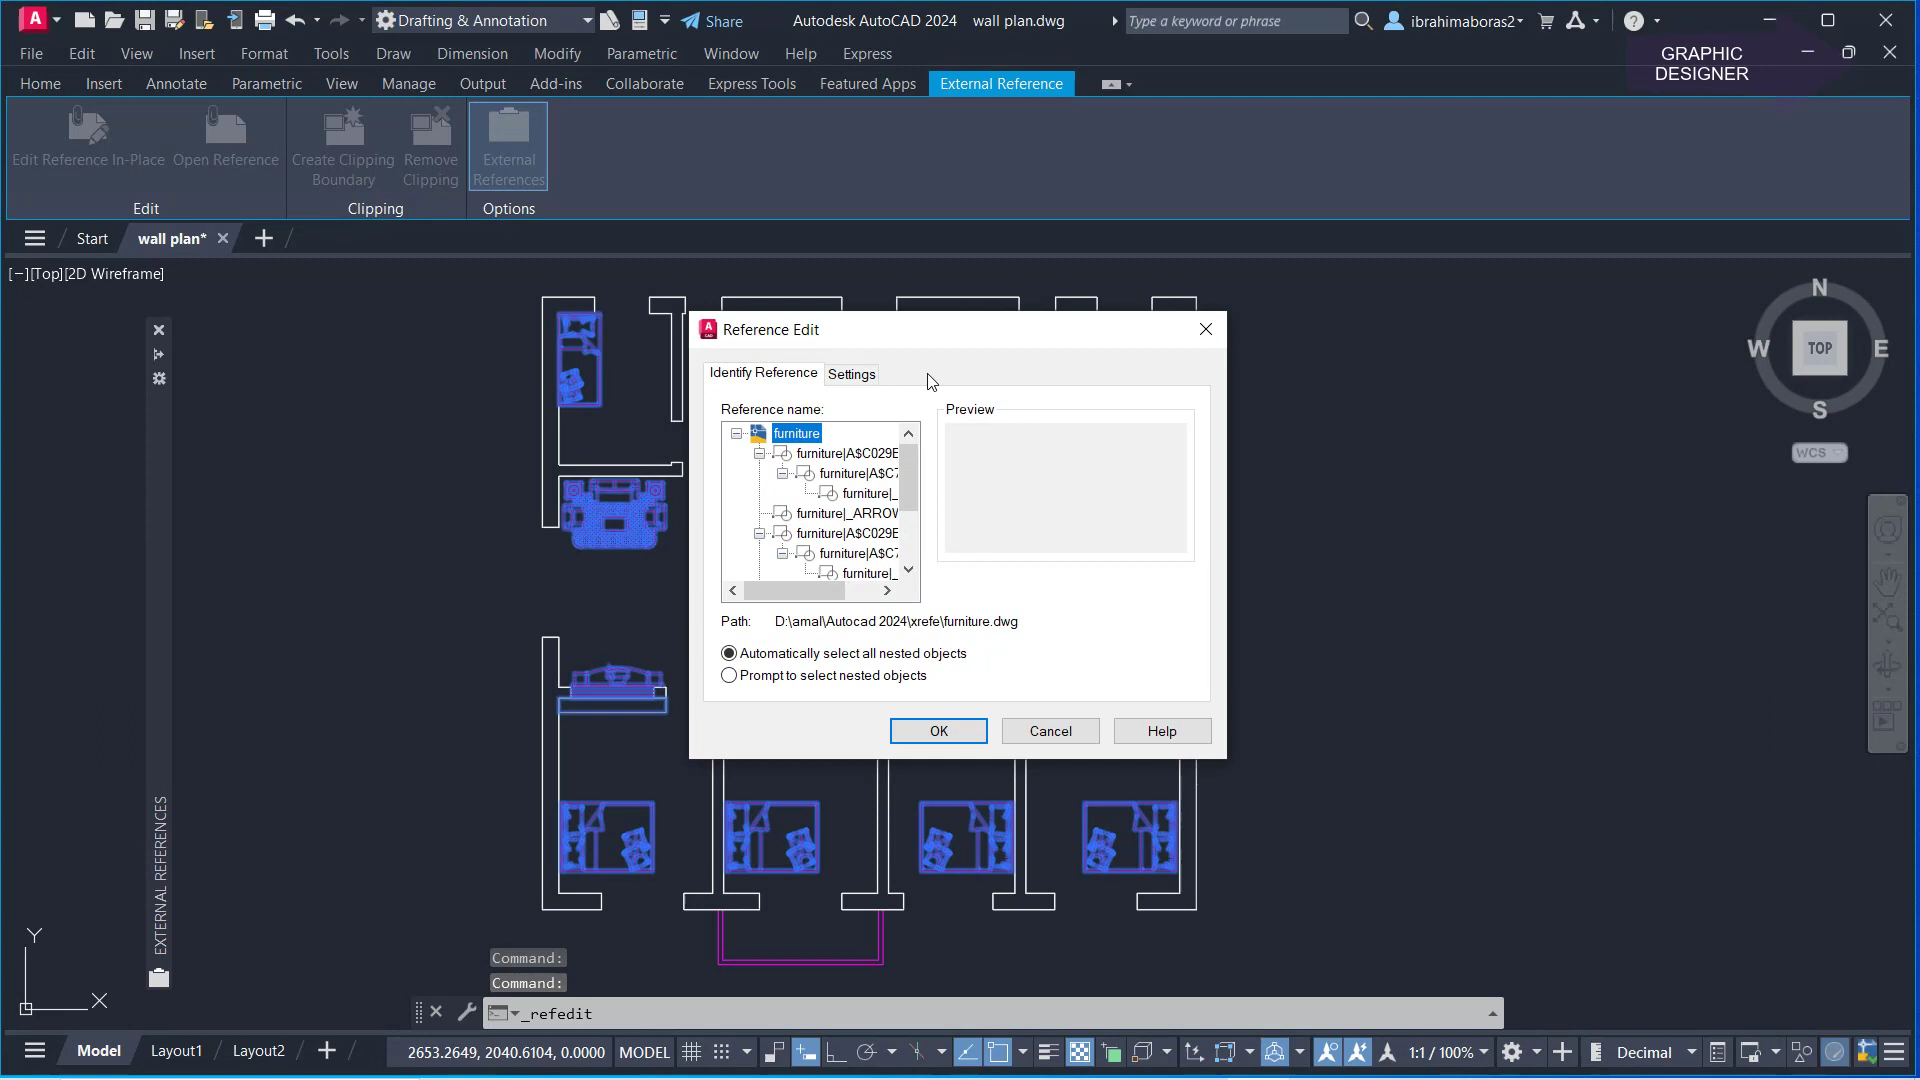 A Drafting & Annotation Share Autodesk AutoCAD 2024 wall plan.dwg Type a keyword or phrase ibrahimaboras2 ?
File Edit View Insert Format Tools Draw Dimension Modify Parametric Window Help Express
GRAPHIC
DESIGNER
Home Insert Annotate Parametric View Manage Output Add-ins Collaborate Express Tools Featured Apps External Reference
Edit Reference In-Place Open Reference Create Clipping Boundary Remove Clipping External References
Edit Clipping Options
Start wall plan*
[−][Top][2D Wireframe]
N
W TOP E
S
WCS
EXTERNAL REFERENCES
A
CAD
Reference Edit
Identify Reference Settings
Reference name: Preview
furniture
furniture|A$C029E
furniture|A$C7
furniture|_
furniture|_ARROW
furniture|A$C029E
furniture|A$C7
furniture|_
Path: D:\amal\Autocad 2024\xrefe\furniture.dwg
Automatically select all nested objects
Prompt to select nested objects
OK Cancel Help
Y
X
Command:
Command:
_refedit
Model Layout1 Layout2 2653.2649, 2040.6104, 0.0000 MODEL 1:1 / 100% Decimal